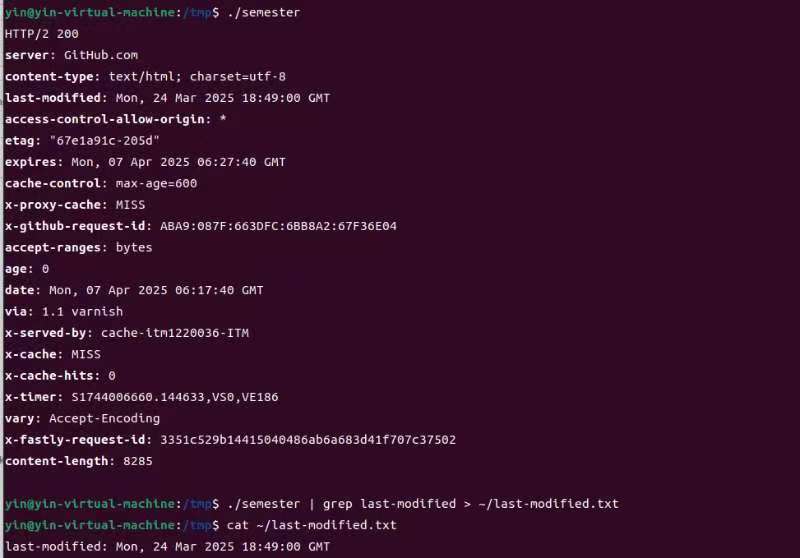 yin@yin-virtual-machine:/tmp$ ./semester
HTTP/2 200
server: GitHub.com
content-type: text/html; charset=utf-8
last-modified: Mon, 24 Mar 2025 18:49:00 GMT
access-control-allow-origin: *
etag: "67e1a91c-205d"
expires: Mon, 07 Apr 2025 06:27:40 GMT
cache-control: max-age=600
x-proxy-cache: MISS
x-github-request-id: ABA9:087F:663DFC:6BB8A2:67F36E04
accept-ranges: bytes
age: 0
date: Mon, 07 Apr 2025 06:17:40 GMT
via: 1.1 varnish
x-served-by: cache-itm1220036-ITM
x-cache: MISS
x-cache-hits: 0
x-timer: S1744006660.144633,VS0,VE186
vary: Accept-Encoding
x-fastly-request-id: 3351c529b14415040486ab6a683d41f707c37502
content-length: 8285
yin@yin-virtual-machine:/tmp$ ./semester | grep last-modified > ~/last-modified.txt
yin@yin-virtual-machine:/tmp$ cat ~/last-modified.txt
last-modified: Mon, 24 Mar 2025 18:49:00 GMT